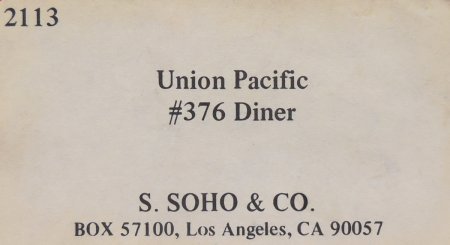 2113
Union Pacific
#376 Diner
S. SOHO & CO.
BOX 57100, Los Angeles, CA 90057